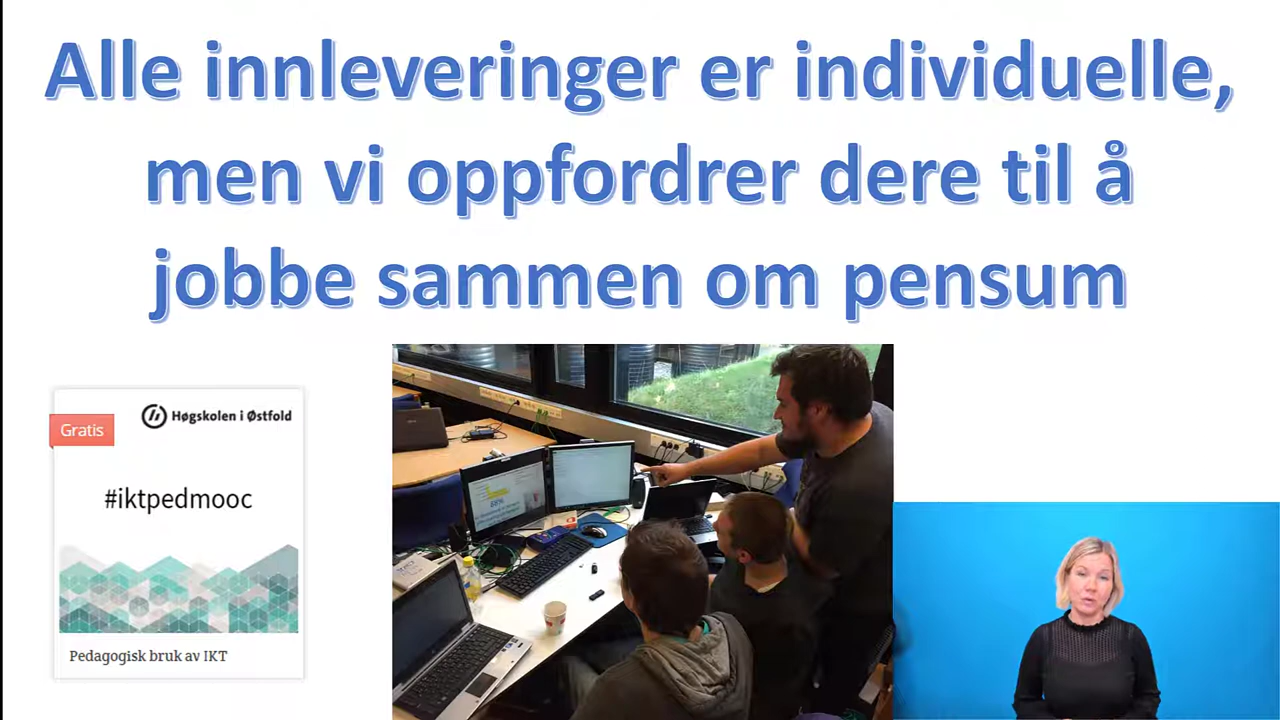 Alle innleveringer er individuelle,
men vi oppfordrer dere til å
jobbe sammen om pensum
Gratis
Høgskolen i Østfold
#iktpedmooc
Pedagogisk bruk av IKT